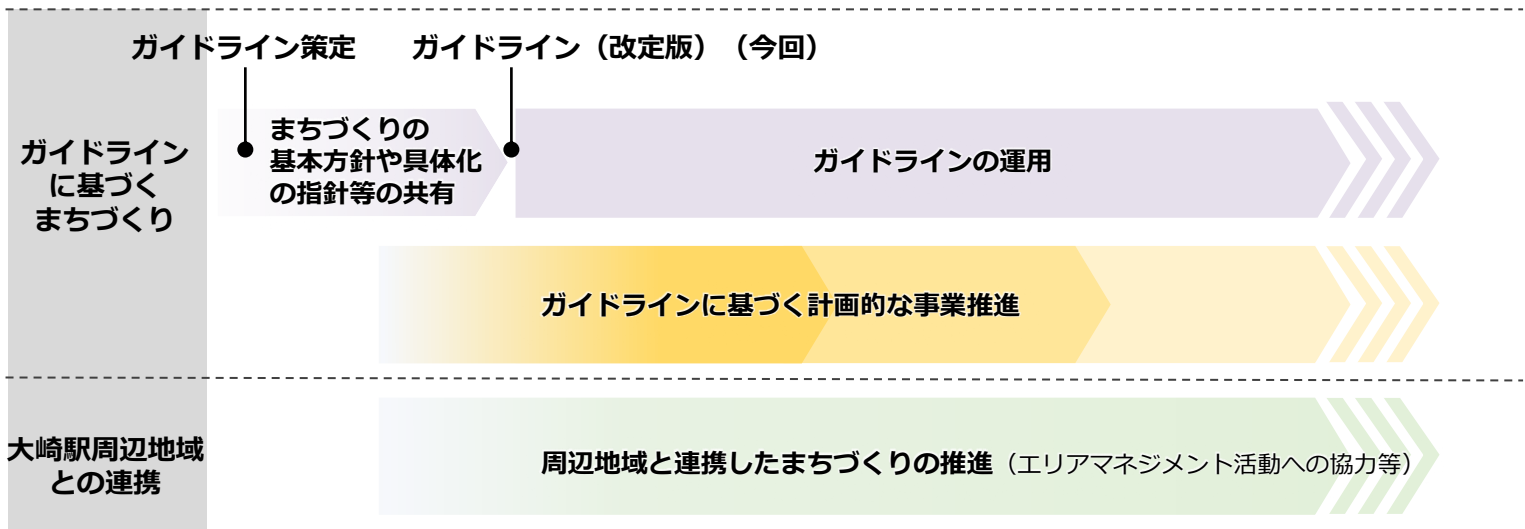 ガイドライン策定
ガイドライン（改定版）（今回）
ガイドライン
に基づく
まちづくり
まちづくりの
基本方針や具体化
の指針等の共有
ガイドラインの運用
ガイドラインに基づく計画的な事業推進
大崎駅周辺地域
との連携
周辺地域と連携したまちづくりの推進（エリアマネジメント活動への協力等）